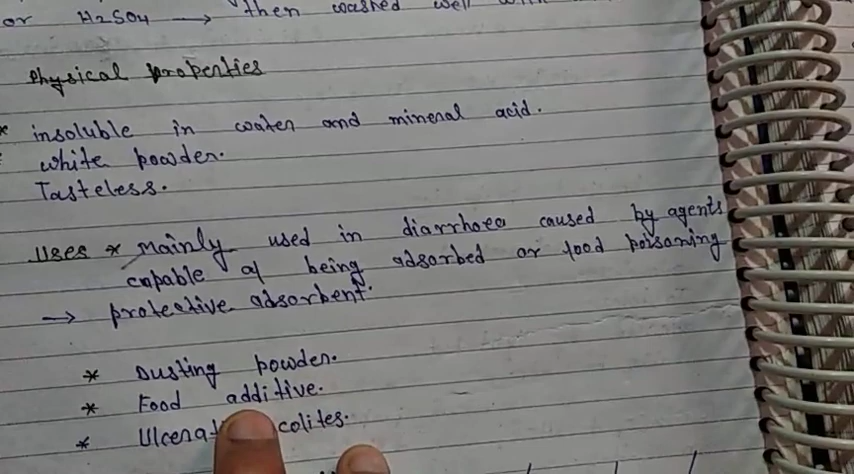 or H2SO4 → then washed well with
Physical properties
* insoluble in water and mineral acid.
* white powder.
Tasteless.
Uses * Mainly used in diarrhoea caused by agents
capable of being adsorbed or food poisoning
→ protective adsorbent.
* Dusting powder.
* Food additive.
* colites.